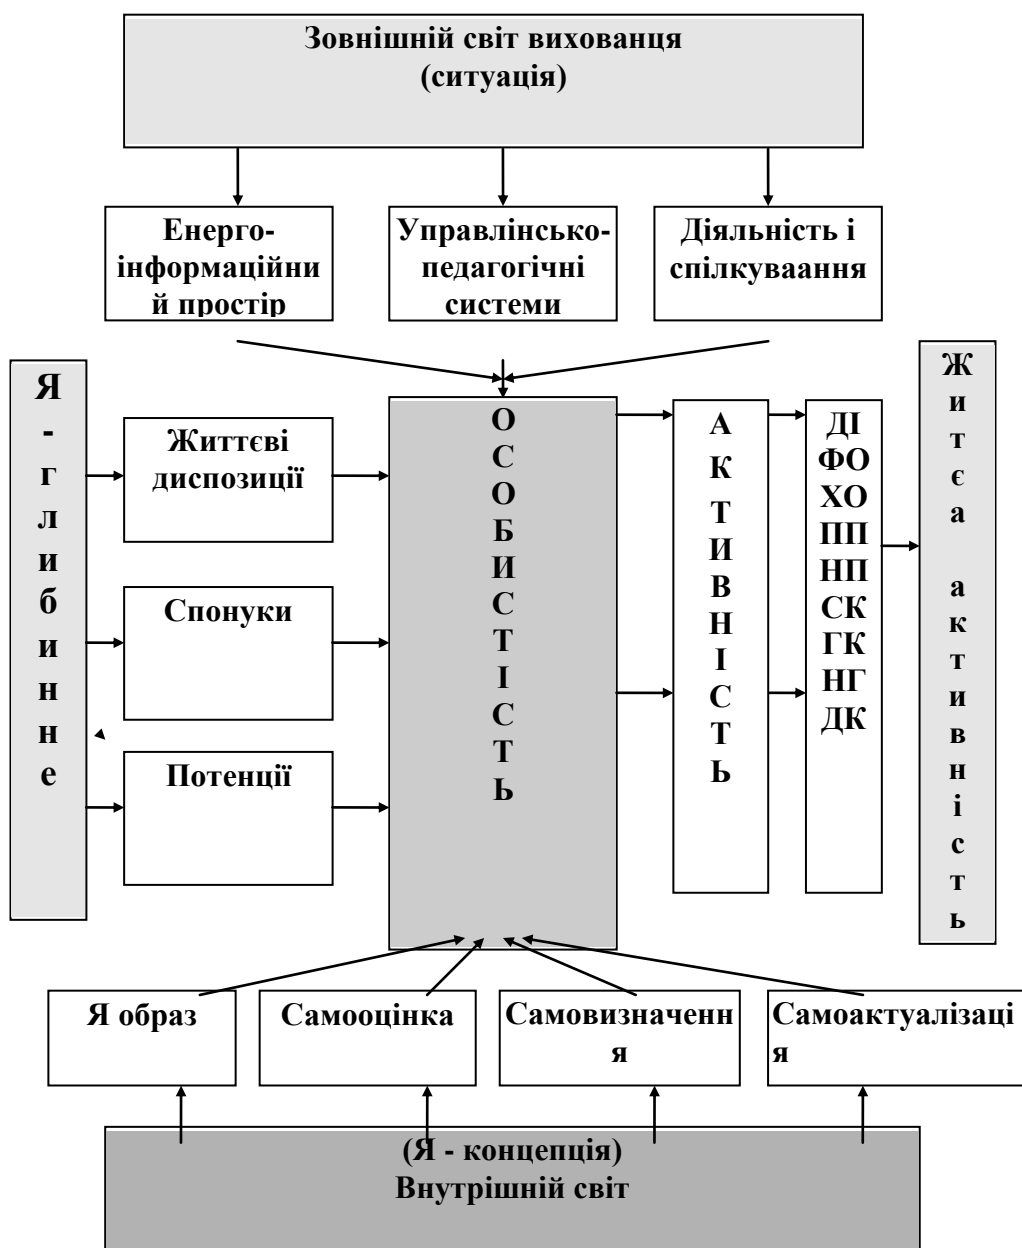 Зовнішній світ вихованця
(ситуація)
Енерго-
інформаційни
й простір
Управлінсько-
педагогічні
системи
Діяльність і
спілкуваання
Я
-
г
л
и
б
и
н
н
е
Життєві
диспозиції
Спонуки
Потенції
О
С
О
Б
И
С
Т
І
С
Т
Ь
А
К
Т
И
В
Н
І
С
Т
Ь
ДІ
ФО
ХО
ПП
НП
СК
ГК
НГ
ДК
Ж
и
т
є
а
а
к
т
и
в
н
і
с
т
ь
Я образ
Самооцінка
Самовизначенн
я
Самоактуалізаці
я
(Я - концепція)
Внутрішній світ